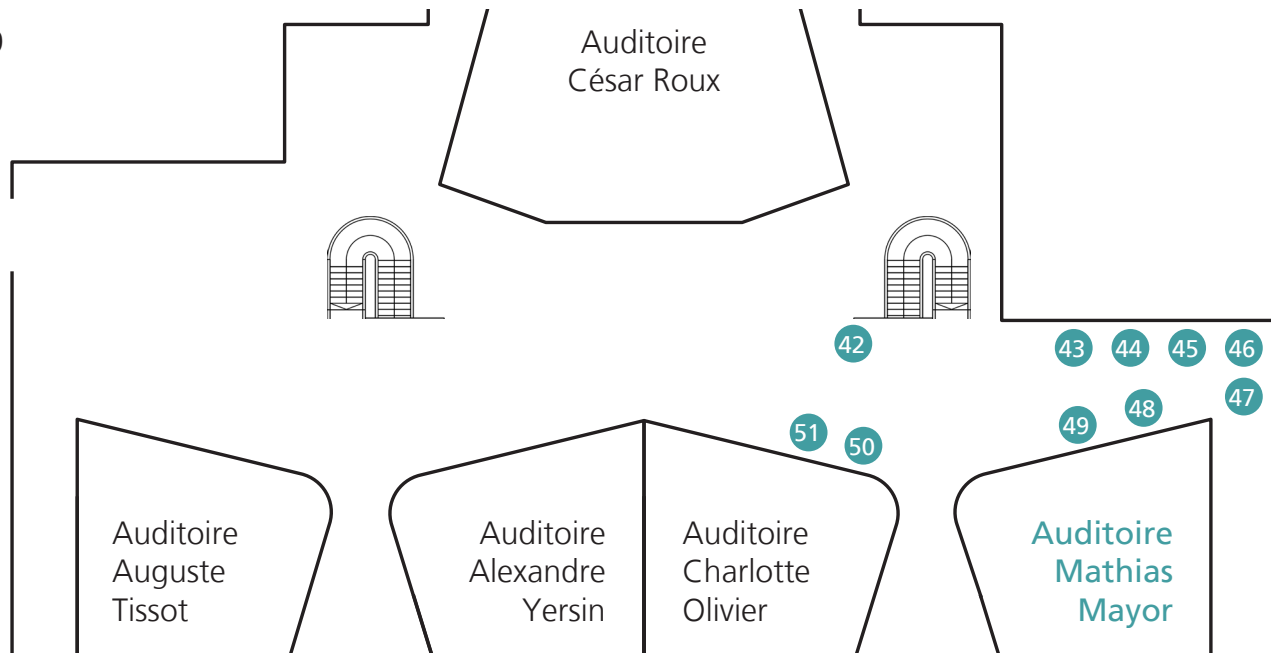 Auditoire
César Roux
42
43 44 45 46
47
48
49
51
50
Auditoire
Auguste
Tissot
Auditoire
Alexandre
Yersin
Auditoire
Charlotte
Olivier
Auditoire
Mathias
Mayor